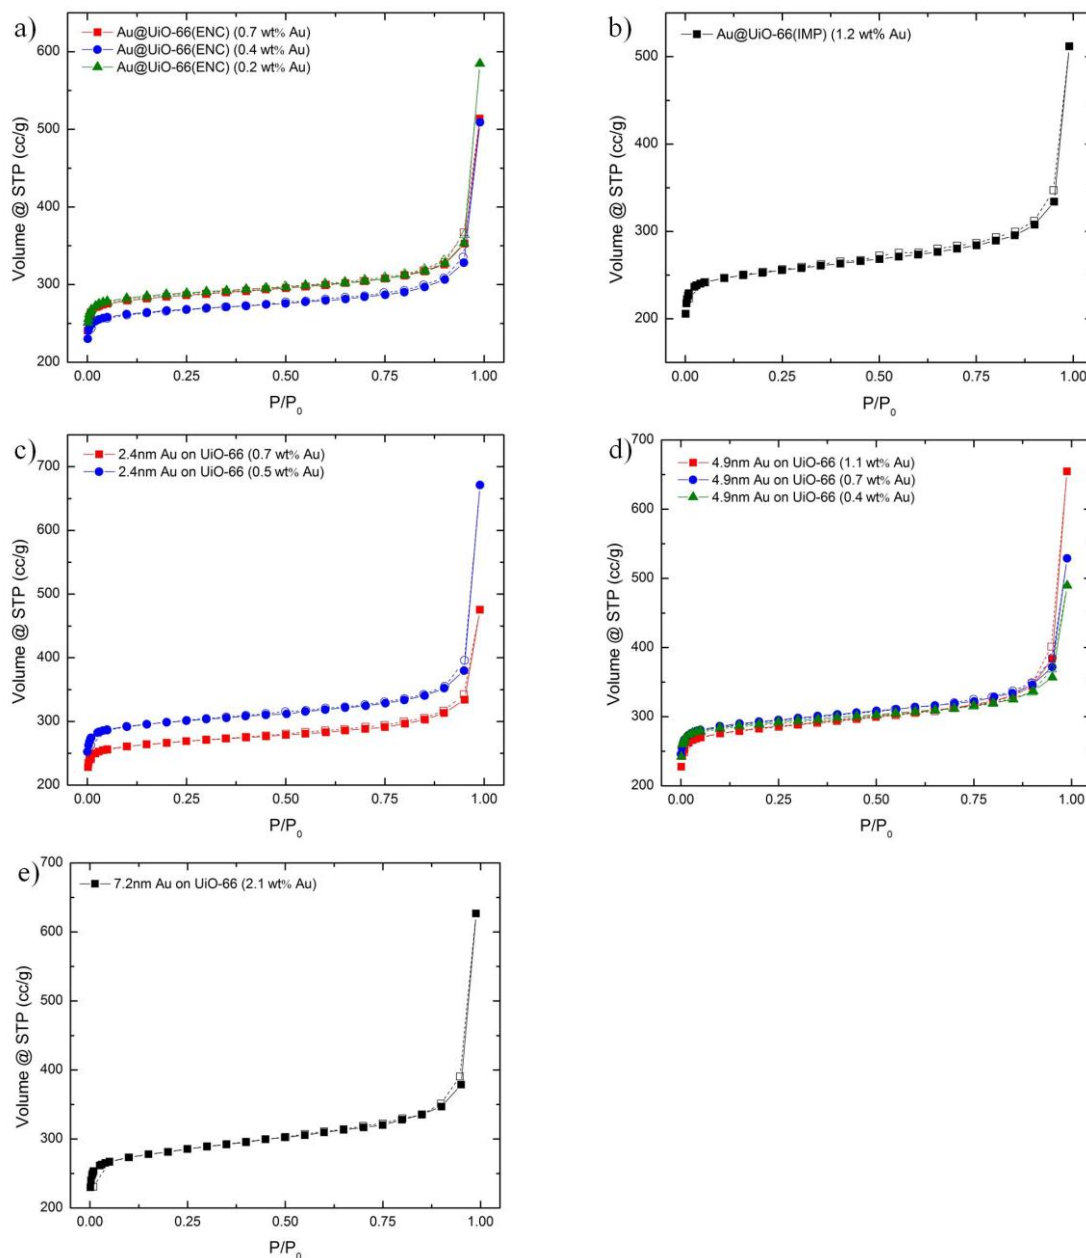 a)
Au@UiO-66(ENC) (0.7 wt% Au)
Au@UiO-66(ENC) (0.4 wt% Au)
Au@UiO-66(ENC) (0.2 wt% Au)
600
500
400
300
200
Volume @ STP (cc/g)
0.00 0.25 0.50 0.75 1.00
P/P0
b)
Au@UiO-66(IMP) (1.2 wt% Au)
500
400
300
200
Volume @ STP (cc/g)
0.00 0.25 0.50 0.75 1.00
P/P0
c)
2.4nm Au on UiO-66 (0.7 wt% Au)
2.4nm Au on UiO-66 (0.5 wt% Au)
700
600
500
400
300
200
Volume @ STP (cc/g)
0.00 0.25 0.50 0.75 1.00
P/P0
d)
4.9nm Au on UiO-66 (1.1 wt% Au)
4.9nm Au on UiO-66 (0.7 wt% Au)
4.9nm Au on UiO-66 (0.4 wt% Au)
700
600
500
400
300
200
Volume @ STP (cc/g)
0.00 0.25 0.50 0.75 1.00
P/P0
e)
7.2nm Au on UiO-66 (2.1 wt% Au)
700
600
500
400
300
200
Volume @ STP (cc/g)
0.00 0.25 0.50 0.75 1.00
P/P0